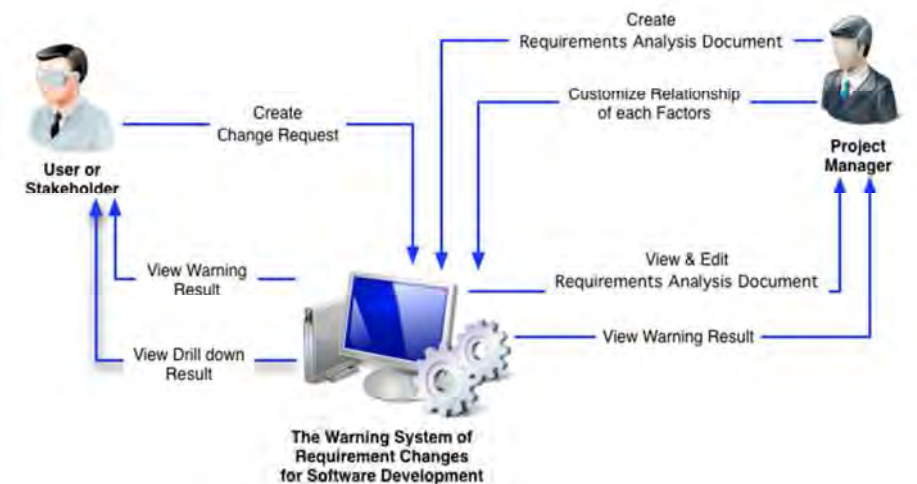 Create
Requirements Analysis Document
Customize Relationship
of each Factors
Create
Change Request
User or
Stakeholder
Project
Manager
View Warning
Result
View & Edit
Requirements Analysis Document
View Drill down
Result
View Warning Result
The Warning System of
Requirement Changes
for Software Development